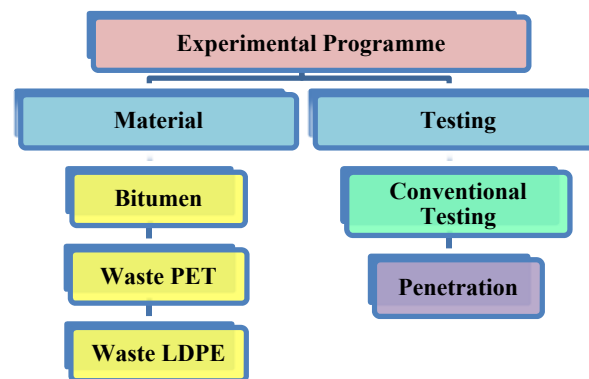 Experimental Programme
Material
Testing
Bitumen
Conventional
Testing
Waste PET
Penetration
Waste LDPE